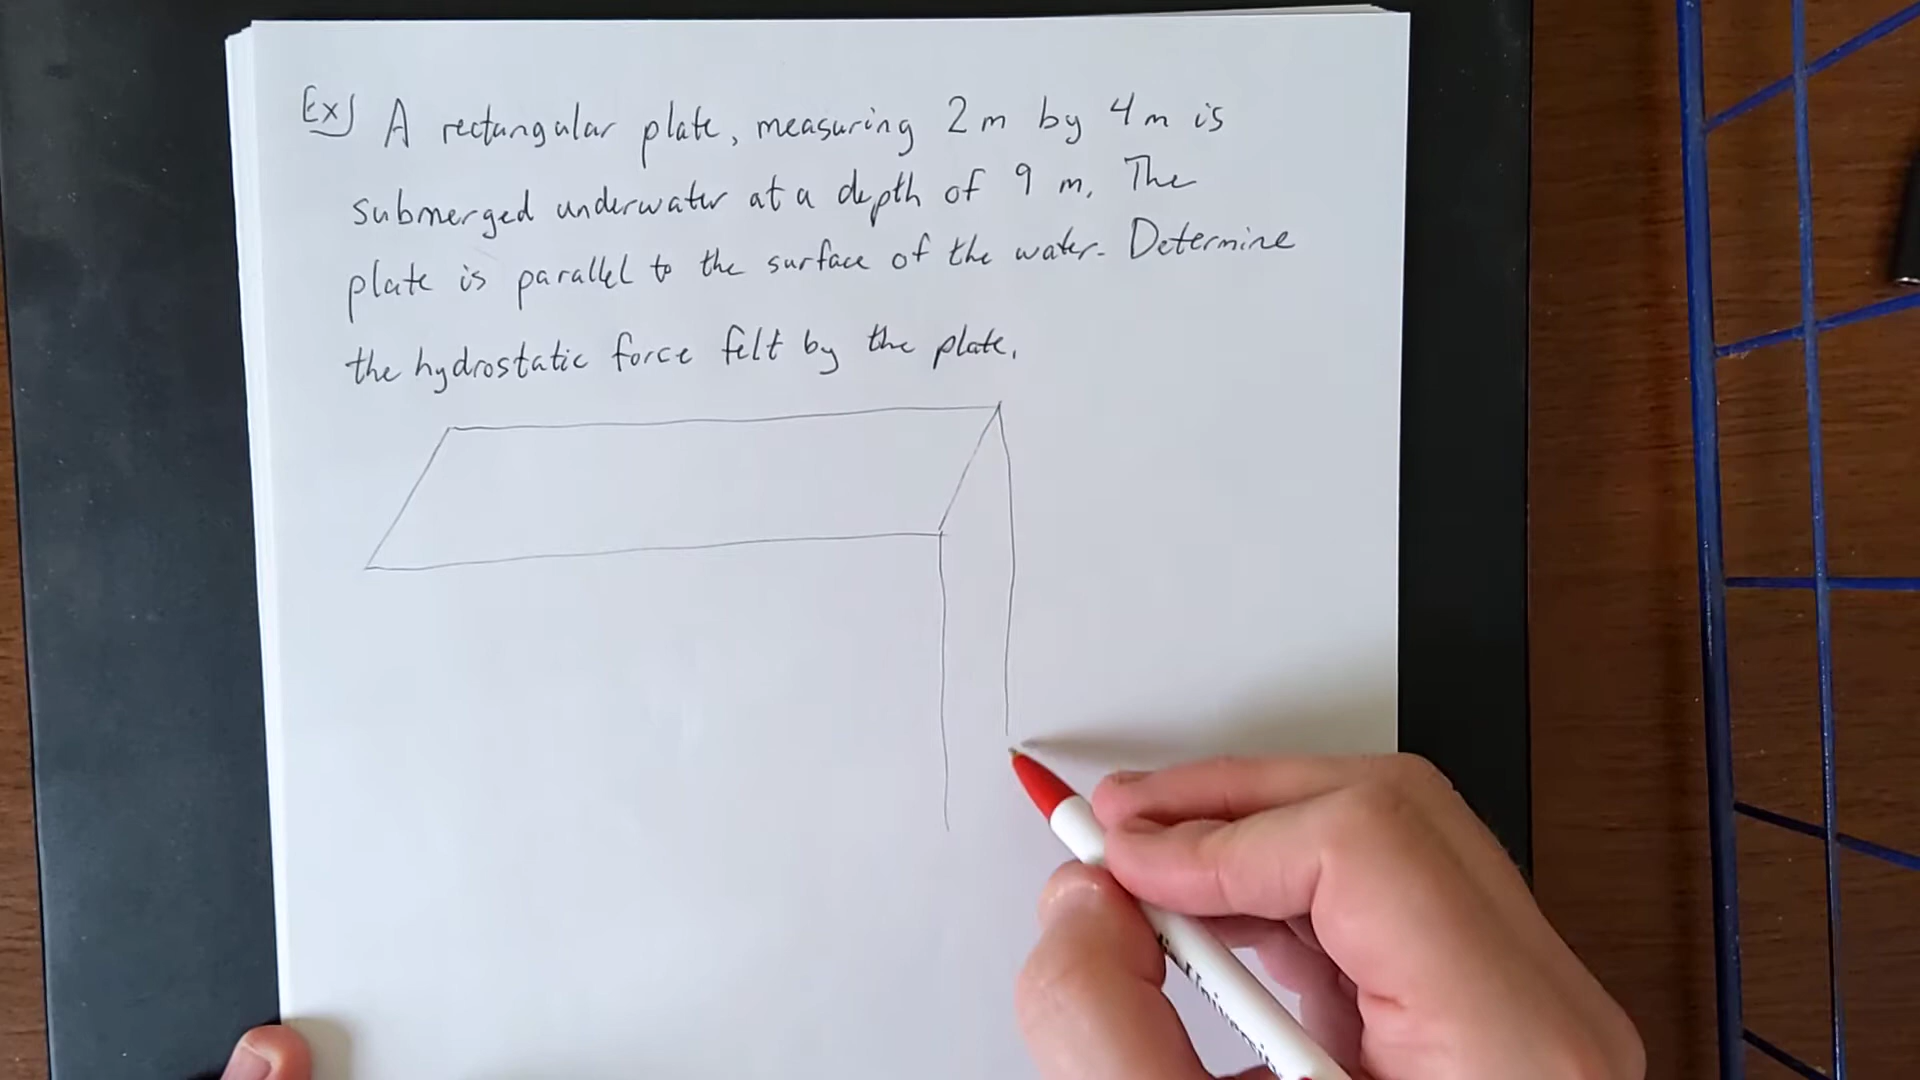 Ex) A rectangular plate, measuring 2 m by 4 m is
submerged underwater at a depth of 9 m. The
plate is parallel to the surface of the water. Determine
the hydrostatic force felt by the plate.